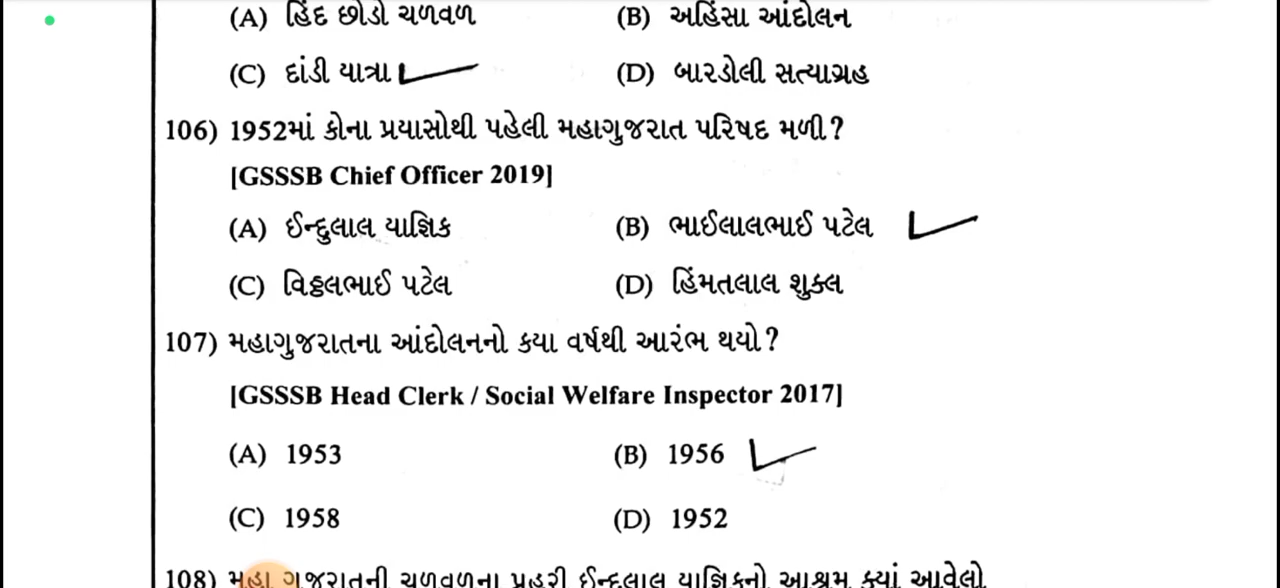 (A) હિંદ છોડો ચળવળ (B) અહિંસા આંદોલન
(C) દાંડી યાત્રા (D) બારડોલી સત્યાગ્રહ
106) 1952માં કોના પ્રયાસોથી પહેલી મહાગુજરાત પરિષદ મળી?
[GSSSB Chief Officer 2019]
(A) ઈન્દુલાલ યાજ્ઞિક (B) ભાઈલાલભાઈ પટેલ
(C) વિઠ્ઠલભાઈ પટેલ (D) હિંમતલાલ શુક્લ
107) મહાગુજરાતના આંદોલનનો કયા વર્ષથી આરંભ થયો?
[GSSSB Head Clerk / Social Welfare Inspector 2017]
(A) 1953 (B) 1956
(C) 1958 (D) 1952
108) મહા ગુજરાતની ચળવળના પ્રહરી ઈન્દુલાલ યાજ્ઞિકનો આશ્રમ ક્યાં આવેલો